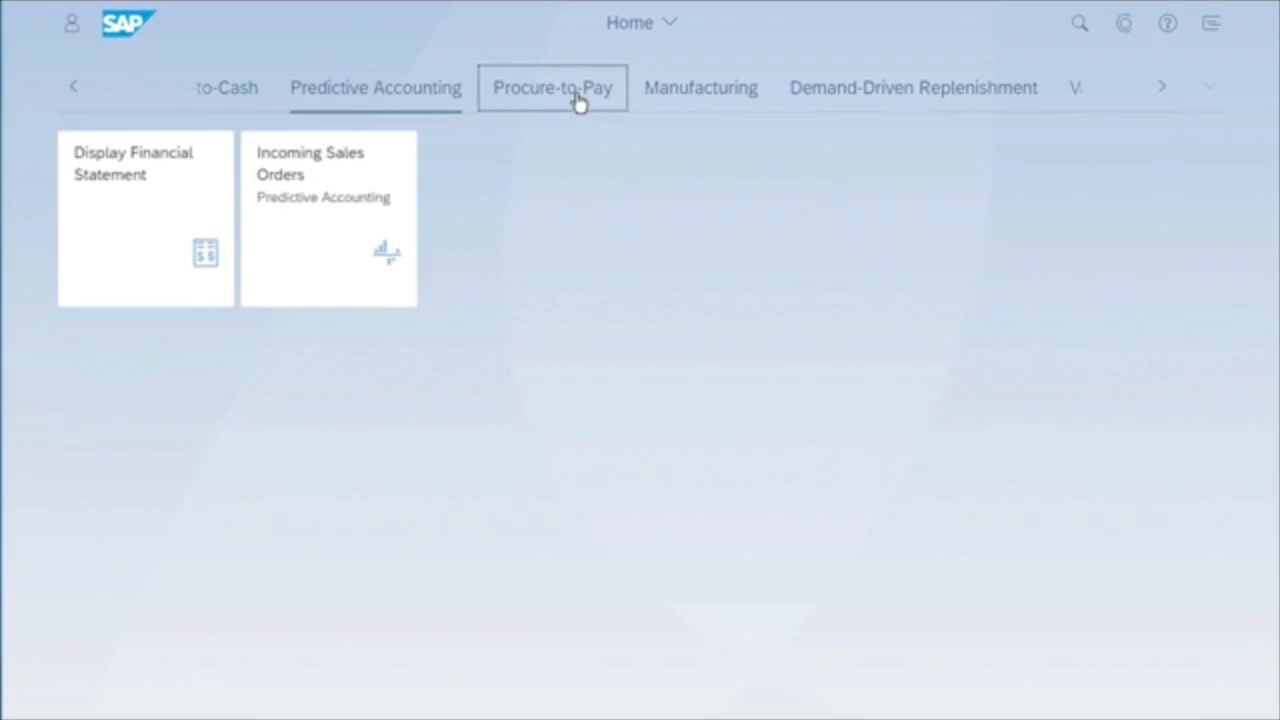 SAP
Home
-to-Cash Predictive Accounting Procure-to-Pay Manufacturing Demand-Driven Replenishment
Display Financial
Statement
Incoming Sales
Orders
Predictive Accounting
$ $